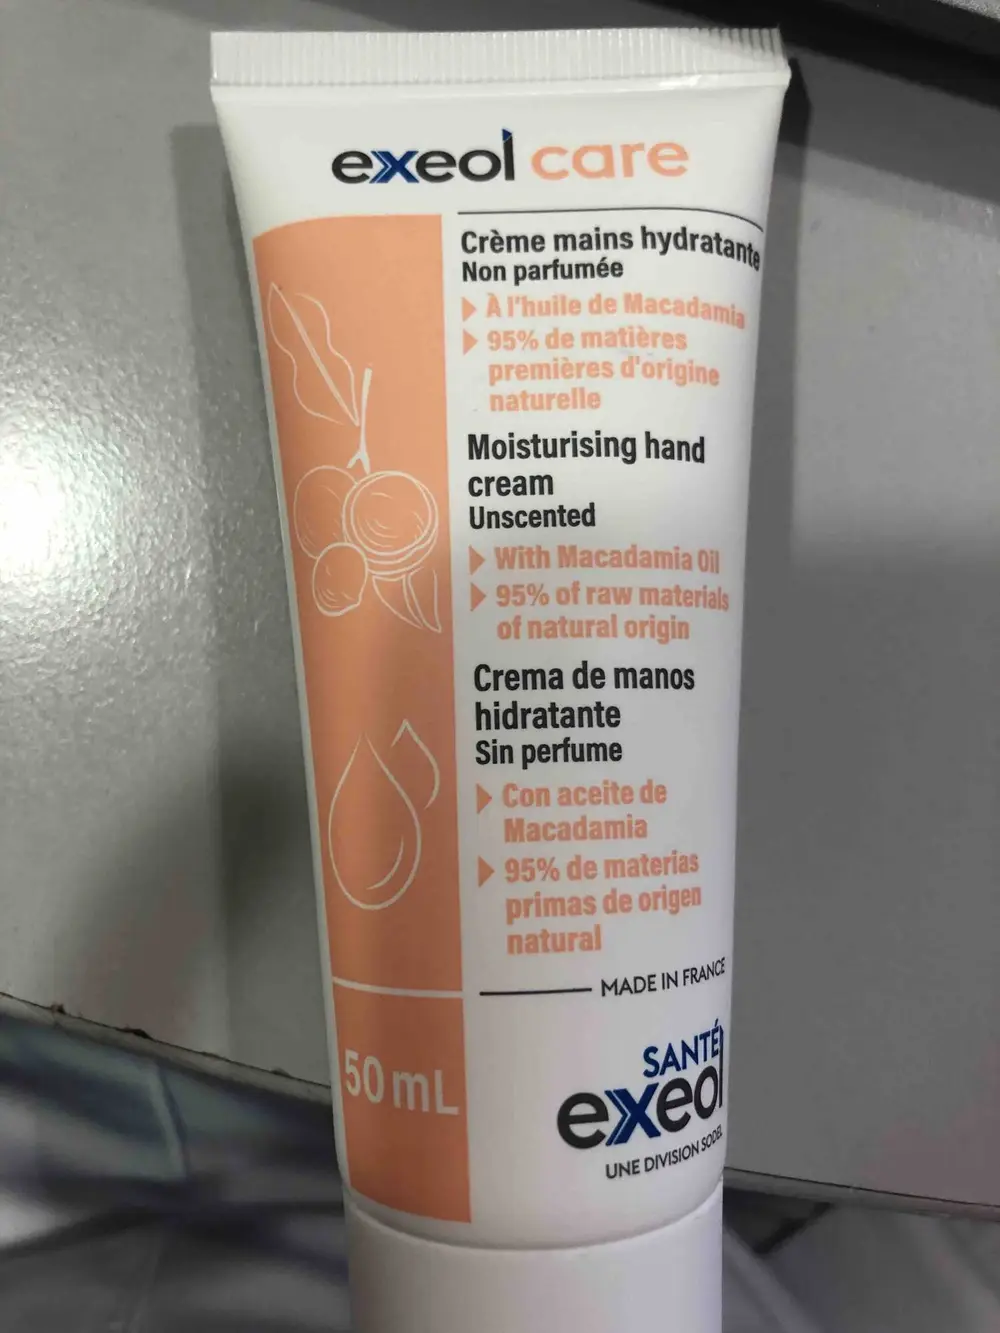 exeol care
Crème mains hydratante
Non parfumée
À l'huile de Macadamia
95% de matières
premières d'origine
naturelle
Moisturising hand
cream
Unscented
With Macadamia Oil
95% of raw materials
of natural origin
Crema de manos
hidratante
Sin perfume
Con aceite de
Macadamia
95% de materias
primas de origen
natural
MADE IN FRANCE
50 mL
SANTÉ
exeol
UNE DIVISION SODEL